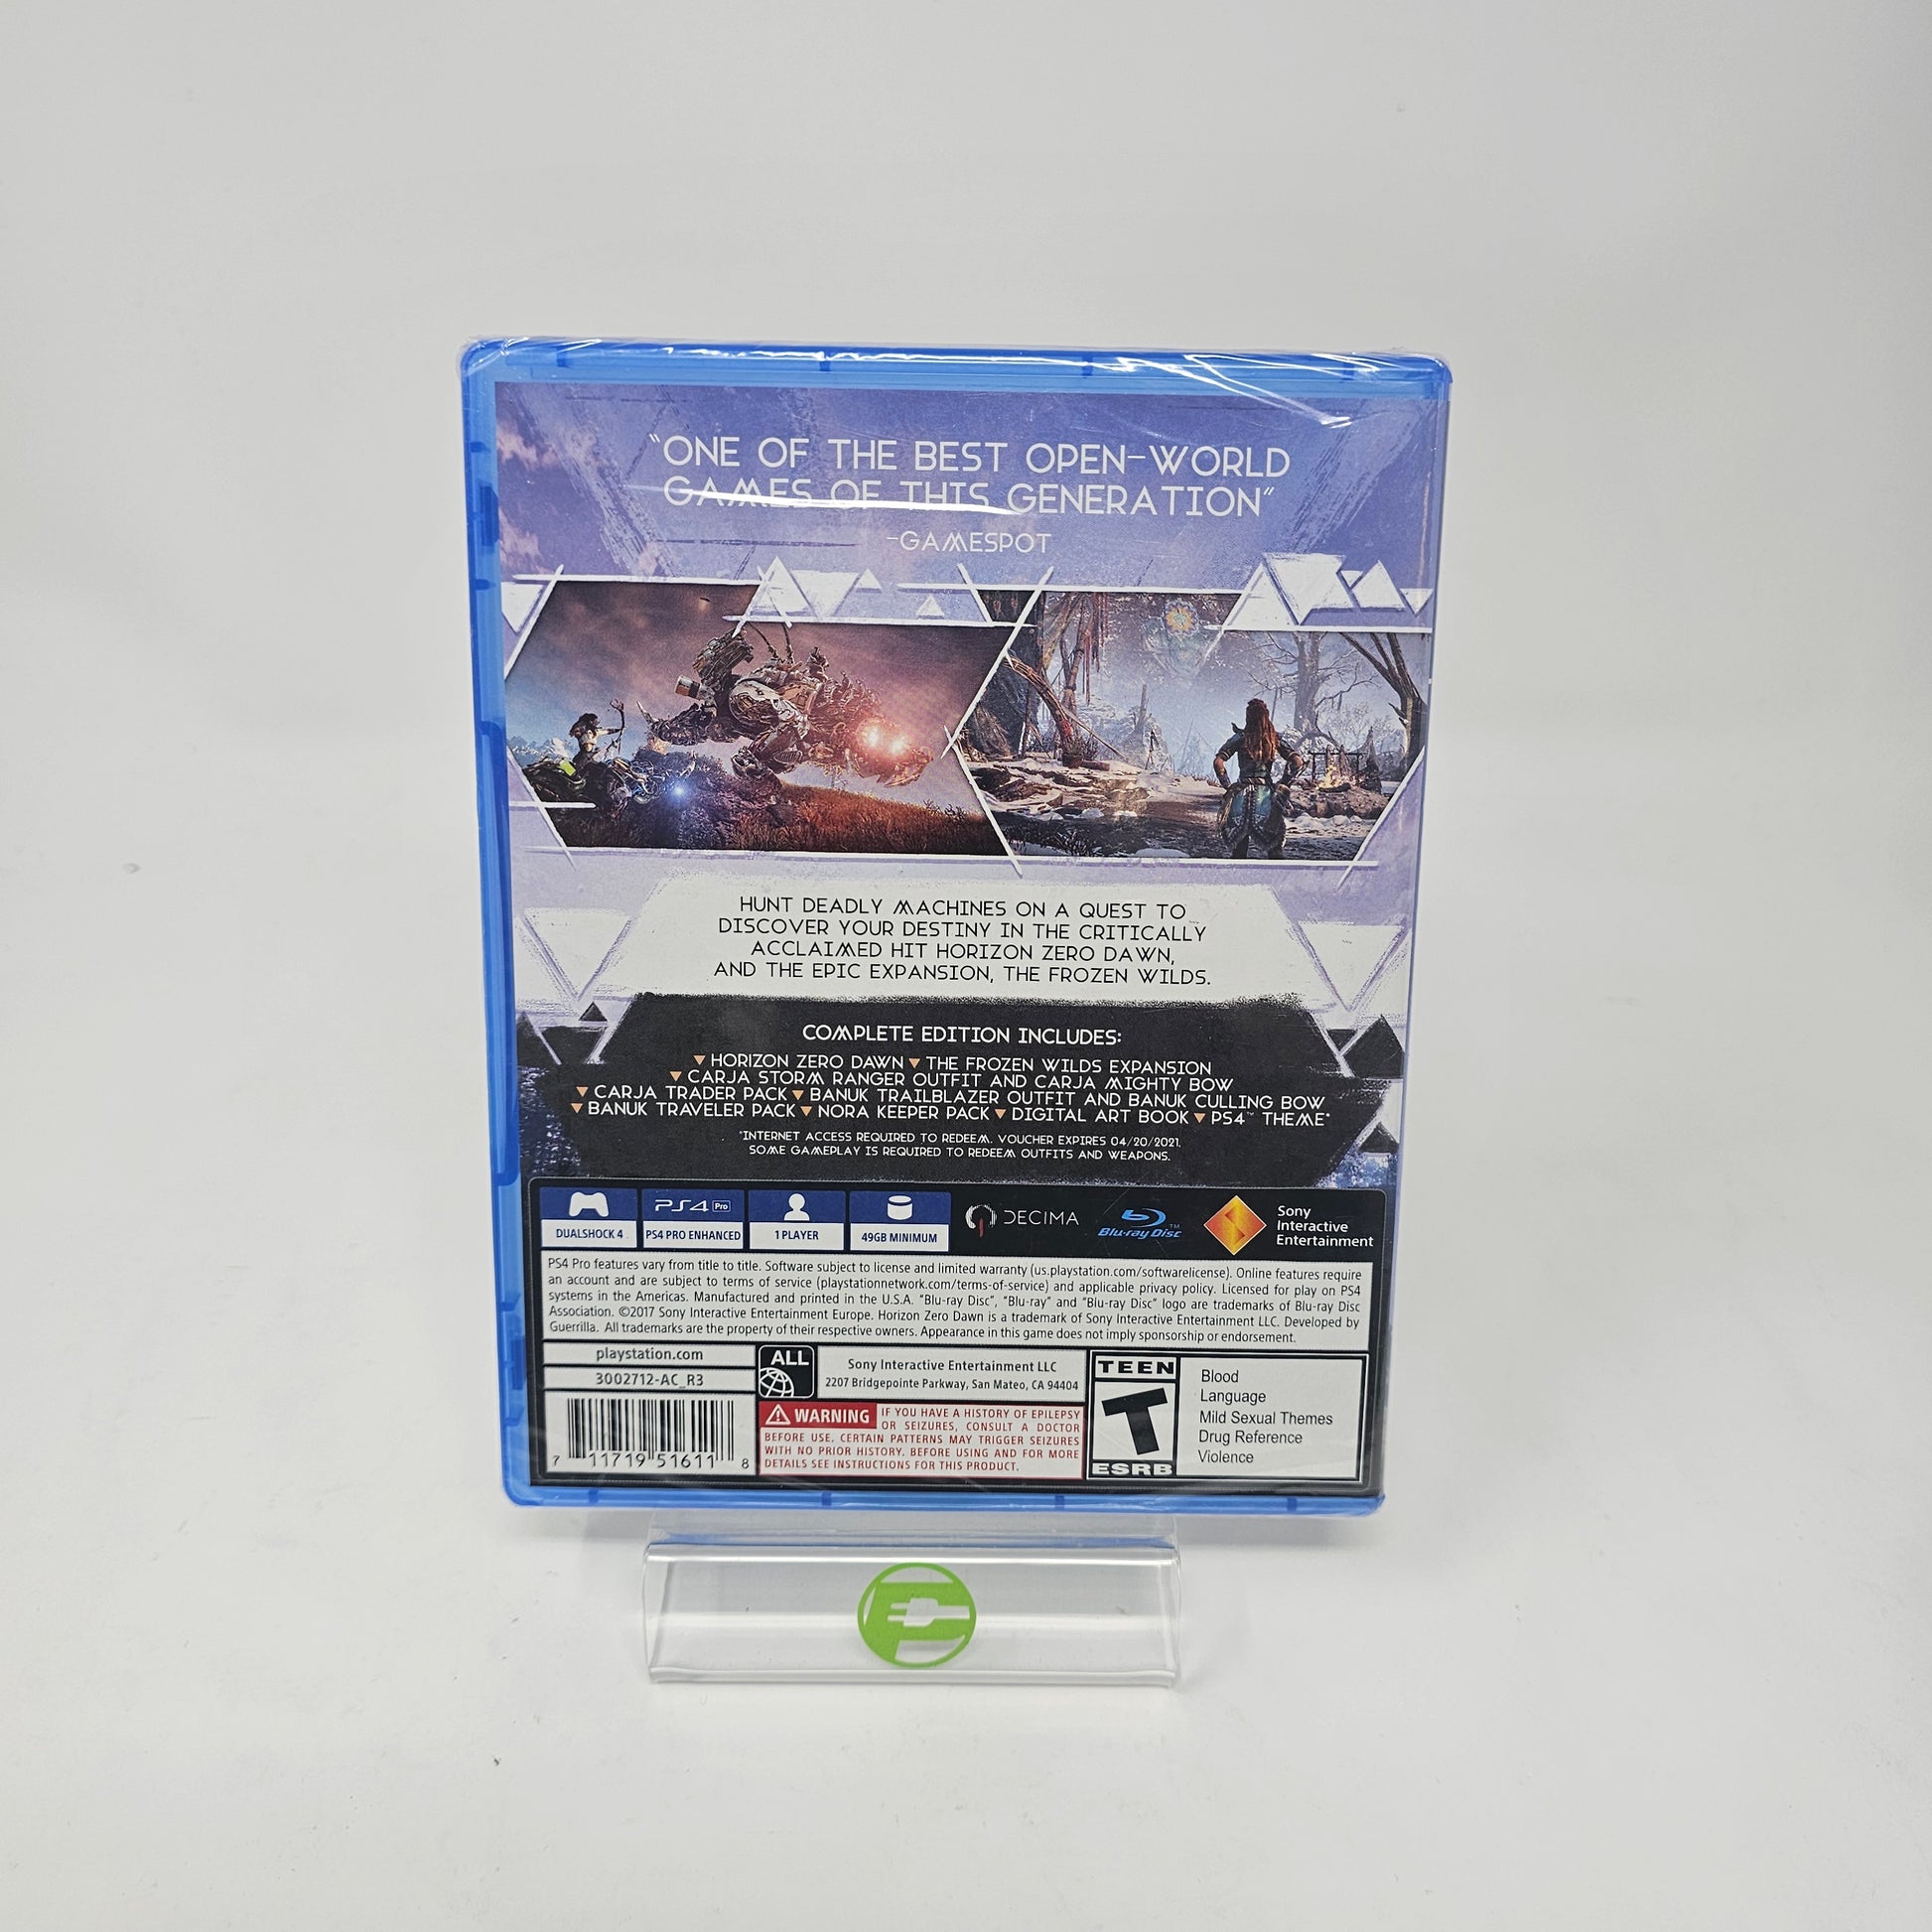 "ONE OF THE BEST OPEN-WORLD
GAMES OF THIS GENERATION"
-GAMESPOT
HUNT DEADLY MACHINES ON A QUEST TO
DISCOVER YOUR DESTINY IN THE CRITICALLY
ACCLAIMED HIT HORIZON ZERO DAWN,
AND THE EPIC EXPANSION, THE FROZEN WILDS.
COMPLETE EDITION INCLUDES:
▼ HORIZON ZERO DAWN ▼ THE FROZEN WILDS EXPANSION
▼ CARJA STORM RANGER OUTFIT AND CARJA MIGHTY BOW
▼ CARJA TRADER PACK ▼ BANUK TRAILBLAZER OUTFIT AND BANUK CULLING BOW
▼ BANUK TRAVELER PACK ▼ NORA KEEPER PACK ▼ DIGITAL ART BOOK ▼ PS4™ THEME*
*INTERNET ACCESS REQUIRED TO REDEEM. VOUCHER EXPIRES 04/20/2021.
SOME GAMEPLAY IS REQUIRED TO REDEEM OUTFITS AND WEAPONS.
DUALSHOCK 4
PS4 Pro
PS4 PRO ENHANCED
1 PLAYER
49GB MINIMUM
DECIMA
Blu-ray Disc™
Sony
Interactive
Entertainment
PS4 Pro features vary from title to title. Software subject to license and limited warranty (us.playstation.com/softwarelicense). Online features require
an account and are subject to terms of service (playstationnetwork.com/terms-of-service) and applicable privacy policy. Licensed for play on PS4
systems in the Americas. Manufactured and printed in the U.S.A. "Blu-ray Disc", "Blu-ray" and "Blu-ray Disc" logo are trademarks of Blu-ray Disc
Association. ©2017 Sony Interactive Entertainment Europe. Horizon Zero Dawn is a trademark of Sony Interactive Entertainment LLC. Developed by
Guerrilla. All trademarks are the property of their respective owners. Appearance in this game does not imply sponsorship or endorsement.
playstation.com
3002712-AC_R3
7 11719 51611 8
ALL
Sony Interactive Entertainment LLC
2207 Bridgepointe Parkway, San Mateo, CA 94404
WARNING IF YOU HAVE A HISTORY OF EPILEPSY
OR SEIZURES, CONSULT A DOCTOR
BEFORE USE. CERTAIN PATTERNS MAY TRIGGER SEIZURES
WITH NO PRIOR HISTORY. BEFORE USING AND FOR MORE
DETAILS SEE INSTRUCTIONS FOR THIS PRODUCT.
TEEN
T
ESRB
Blood
Language
Mild Sexual Themes
Drug Reference
Violence